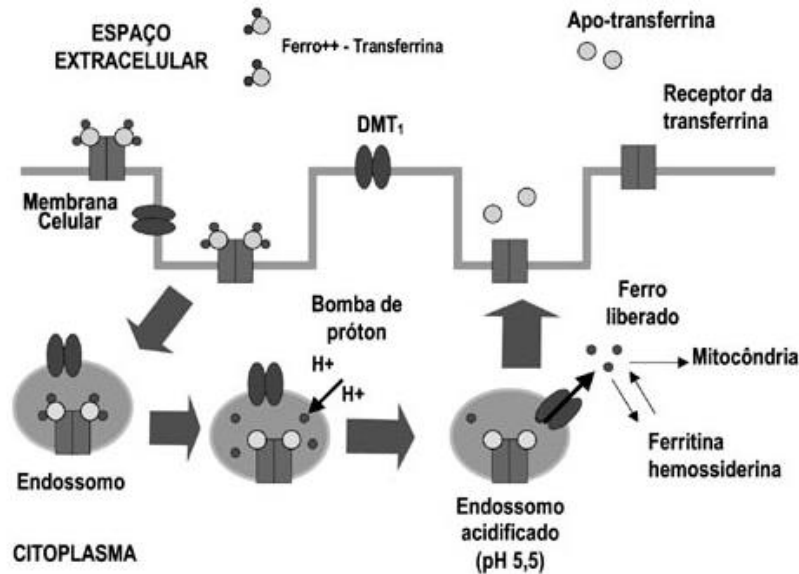 ESPAÇO
EXTRACELULAR
Ferro++ - Transferrina
Apo-transferrina
Receptor da
transferrina
DMT1
Membrana
Celular
Bomba de
próton
H+
H+
Ferro
liberado
Mitocôndria
Ferritina
hemossiderina
Endossomo
Endossomo
acidificado
(pH 5,5)
CITOPLASMA